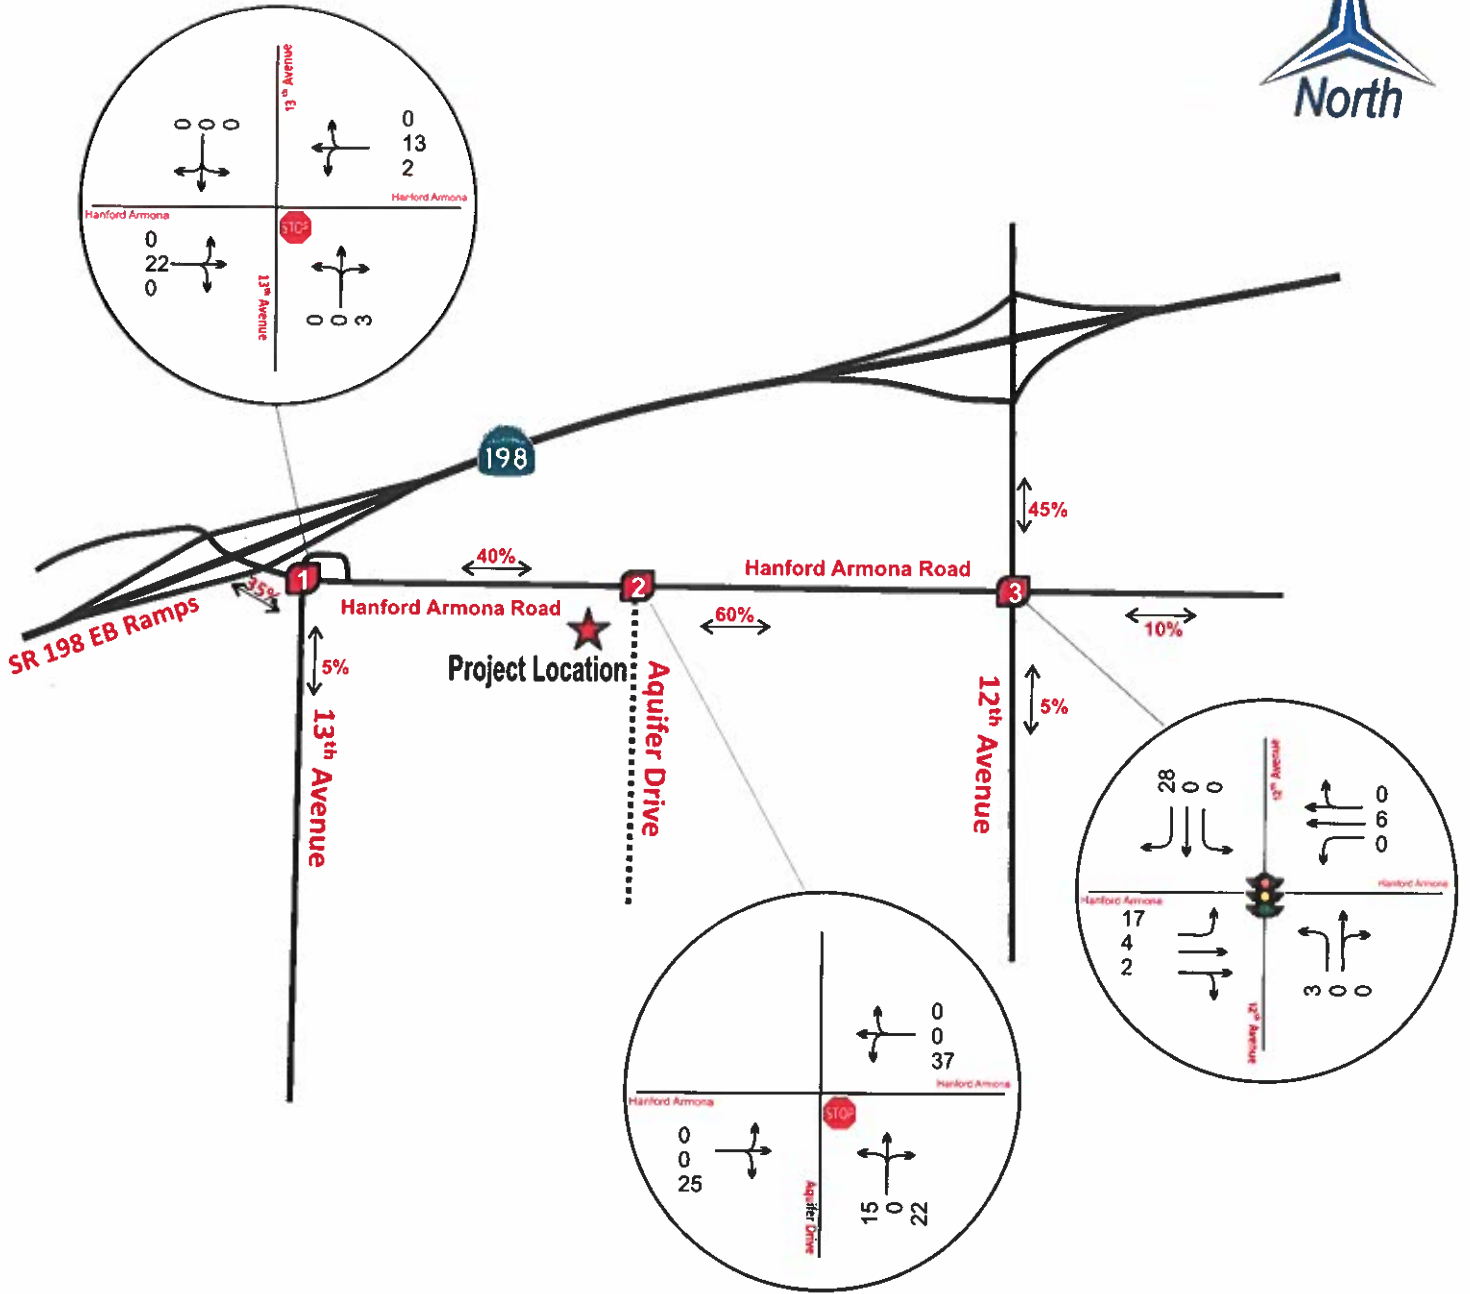 North
13th Avenue
0 0 0
0
13
2
Hanford Armona
Hanford Armona
STOP
0
22
0
13th Avenue
0 0 3
198
45%
40%
Hanford Armona Road
1
2
3
35%
Hanford Armona Road
60%
10%
SR 198 EB Ramps
5%
Project Location
Aquifer Drive
12th Avenue
5%
13th Avenue
12th Avenue
28 0 0
0
6
0
Hanford Armona
Hanford Armona
17
4
2
3 0 0
12th Avenue
0
0
37
Hanford Armona
Hanford Armona
STOP
0
0
25
Aquifer Drive
15 0 22